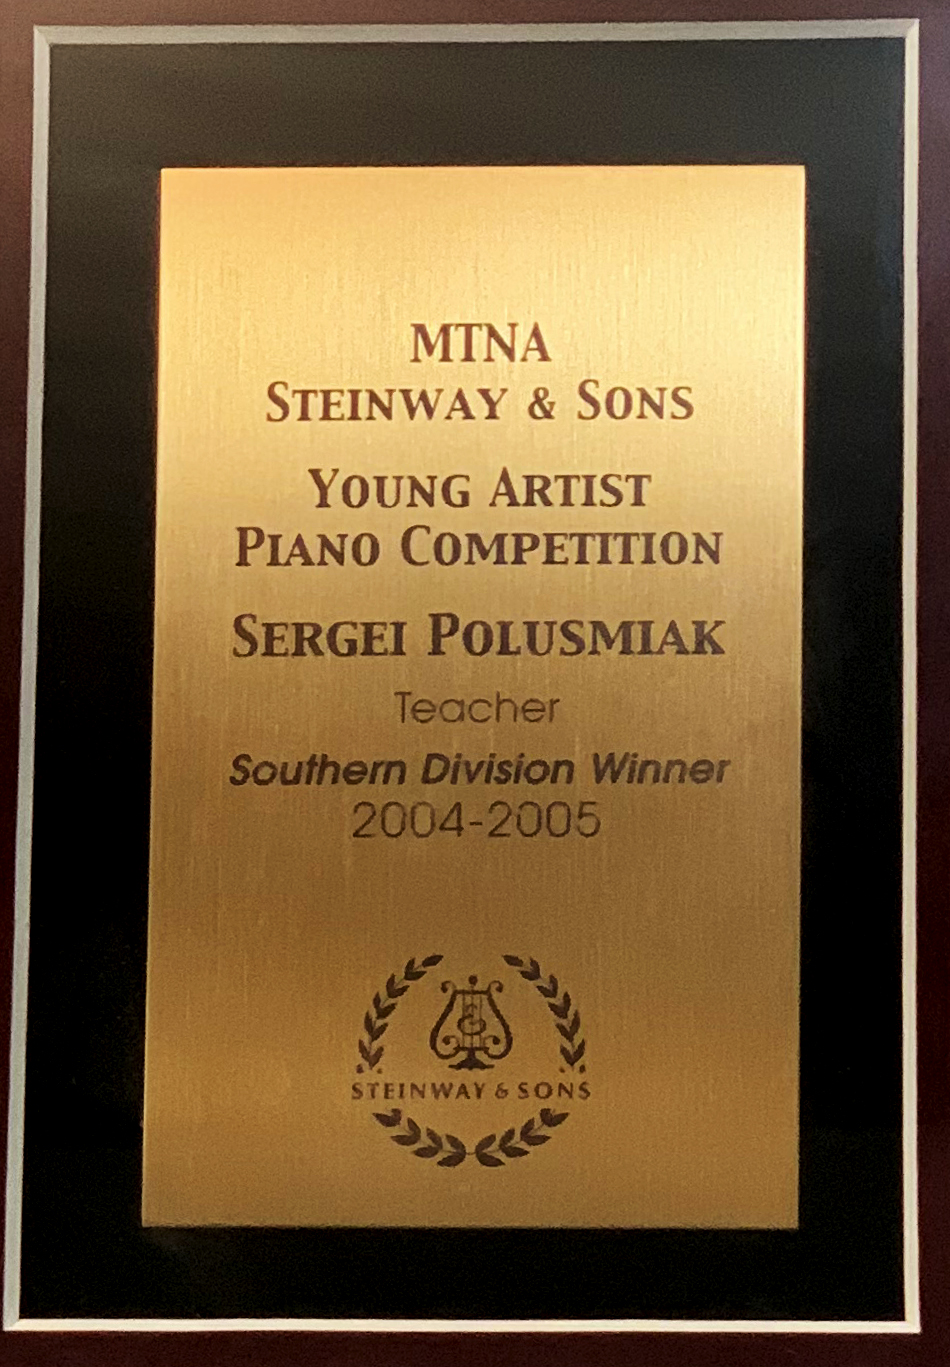 MTNA
STEINWAY & SONS
YOUNG ARTIST
PIANO COMPETITION
SERGEI POLUSMIAK
Teacher
Southern Division Winner
2004-2005
STEINWAY & SONS